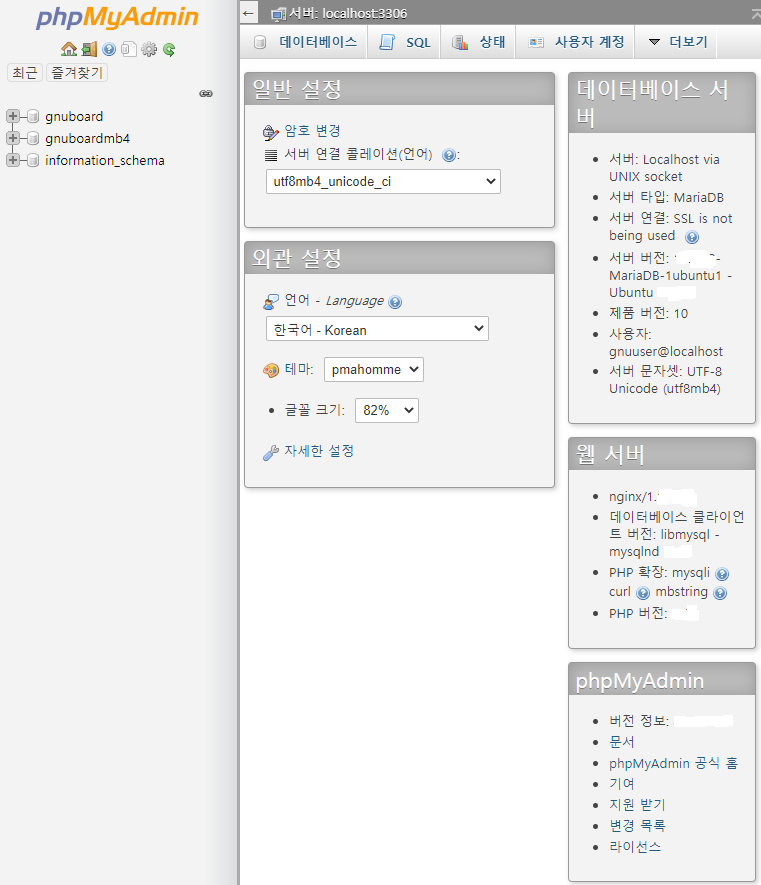 phpMyAdmin
최근 즐겨찾기
gnuboard
gnuboardmb4
information_schema
서버: localhost:3306
데이터베이스 SQL 상태 사용자 계정 더보기
일반 설정
암호 변경
서버 연결 콜레이션(언어) :
utf8mb4_unicode_ci
외관 설정
언어 - Language
한국어 - Korean
테마: pmahomme
글꼴 크기: 82%
자세한 설정
데이터베이스 서
버
서버: Localhost via
UNIX socket
서버 타입: MariaDB
서버 연결: SSL is not
being used
서버 버전:
MariaDB-1ubuntu1 -
Ubuntu
제품 버전: 10
사용자:
gnuuser@localhost
서버 문자셋: UTF-8
Unicode (utf8mb4)
웹 서버
nginx/1.
데이터베이스 클라이언
트 버전: libmysql -
mysqlnd
PHP 확장: mysqli
curl mbstring
PHP 버전:
phpMyAdmin
버전 정보:
문서
phpMyAdmin 공식 홈
기여
지원 받기
변경 목록
라이선스